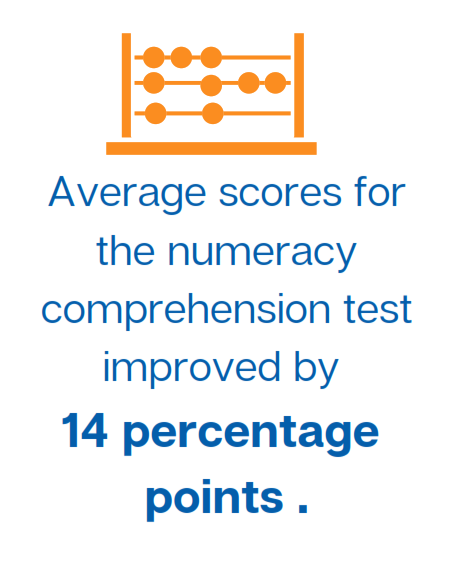 Average scores for
the numeracy
comprehension test
improved by
14 percentage
points .